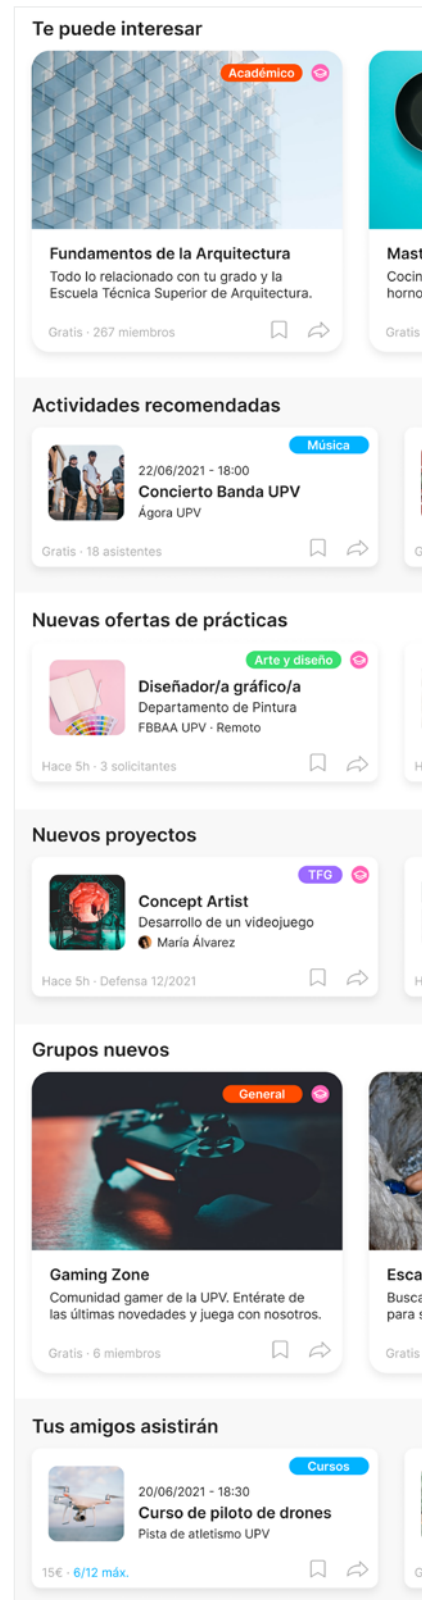 Te puede interesar
Académico
Fundamentos de la Arquitectura
Todo lo relacionado con tu grado y la
Escuela Técnica Superior de Arquitectura.
Gratis · 267 miembros
Mast
Cocin
horno
Gratis
Actividades recomendadas
Música
22/06/2021 - 18:00
Concierto Banda UPV
Ágora UPV
Gratis · 18 asistentes
G
Nuevas ofertas de prácticas
Arte y diseño
Diseñador/a gráfico/a
Departamento de Pintura
FBBAA UPV · Remoto
Hace 5h · 3 solicitantes
H
Nuevos proyectos
TFG
Concept Artist
Desarrollo de un videojuego
María Álvarez
Hace 5h · Defensa 12/2021
H
Grupos nuevos
General
Gaming Zone
Comunidad gamer de la UPV. Entérate de
las últimas novedades y juega con nosotros.
Gratis · 6 miembros
Esca
Busca
para s
Gratis
Tus amigos asistirán
Cursos
20/06/2021 - 18:30
Curso de piloto de drones
Pista de atletismo UPV
15€ · 6/12 máx.
G